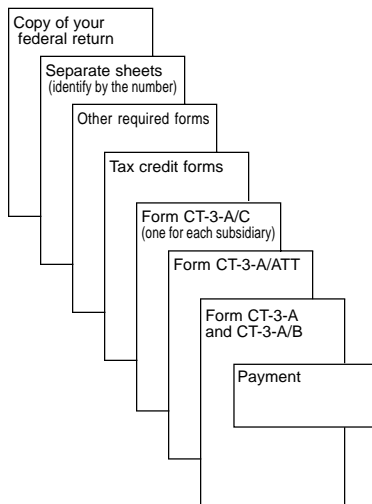 Copy of your
federal return
Separate sheets
(identify by the number)
Other required forms
Tax credit forms
Form CT-3-A/C
(one for each subsidiary)
Form CT-3-A/ATT
Form CT-3-A
and CT-3-A/B
Payment